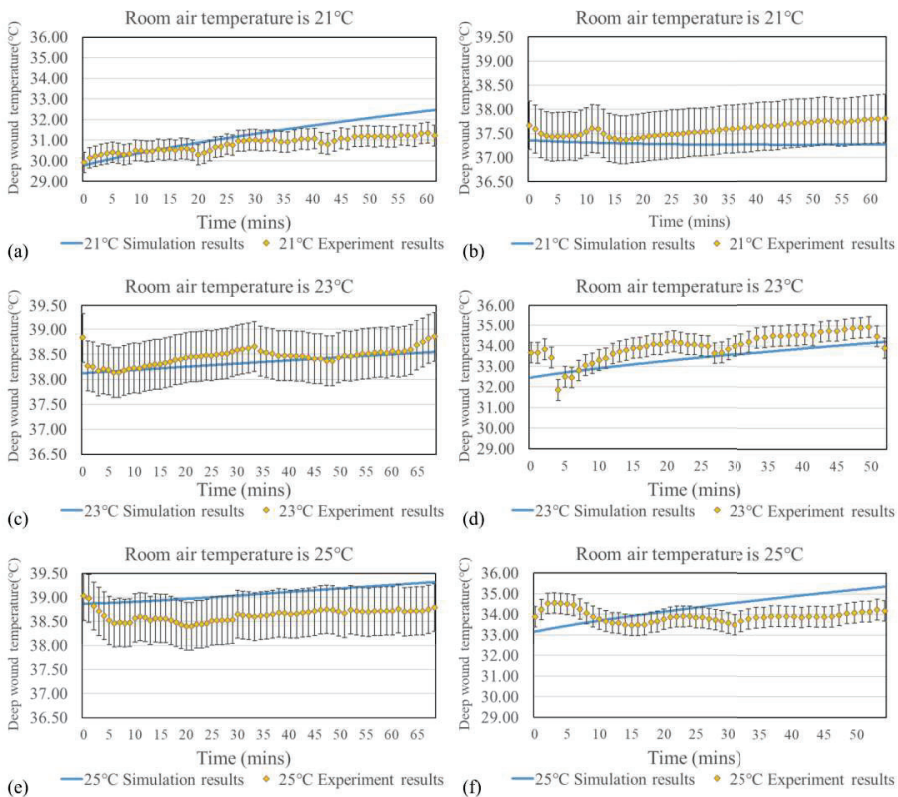 Room air temperature is 21℃
Deep wound temperature(℃)
36.00
35.00
34.00
33.00
32.00
31.00
30.00
29.00
0 5 10 15 20 25 30 35 40 45 50 55 60
Time (mins)
(a)
21℃ Simulation results 21℃ Experiment results
Room air temperature is 21℃
Deep wound temperature(℃)
39.50
39.00
38.50
38.00
37.50
37.00
36.50
0 5 10 15 20 25 30 35 40 45 50 55 60
Time (mins)
(b)
21℃ Simulation results 21℃ Experiment results
Room air temperature is 23℃
Deep wound temperature(℃)
39.50
39.00
38.50
38.00
37.50
37.00
36.50
0 5 10 15 20 25 30 35 40 45 50 55 60 65
Time (mins)
(c)
23℃ Simulation results 23℃ Experiment results
Room air temperature is 23℃
Deep wound temperature(℃)
36.00
35.00
34.00
33.00
32.00
31.00
30.00
29.00
0 5 10 15 20 25 30 35 40 45 50
Time (mins)
(d)
23℃ Simulation results 23℃ Experiment results
Room air temperature is 25℃
Deep wound temperature(℃)
39.50
39.00
38.50
38.00
37.50
37.00
36.50
0 5 10 15 20 25 30 35 40 45 50 55 60 65
Time (mins)
(e)
25℃ Simulation results 25℃ Experiment results
Room air temperature is 25℃
Deep wound temperature(℃)
36.00
35.00
34.00
33.00
32.00
31.00
30.00
29.00
0 5 10 15 20 25 30 35 40 45 50
Time (mins)
(f)
25℃ Simulation results 25℃ Experiment results